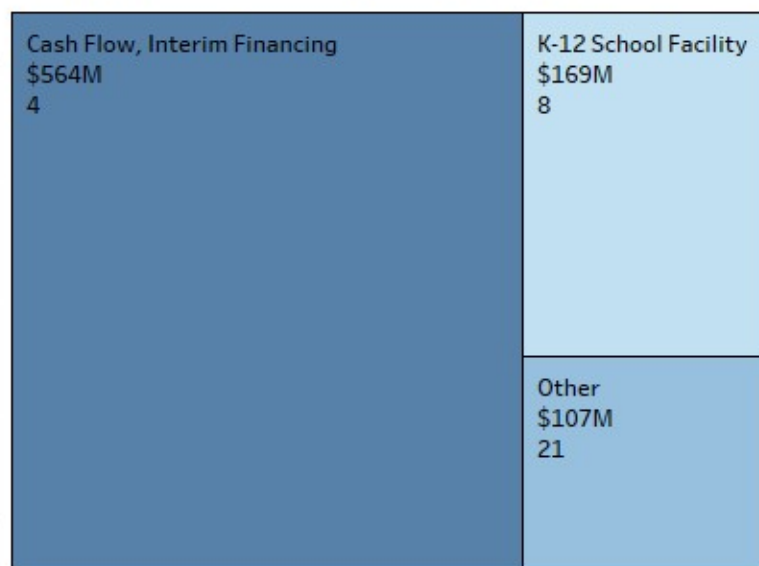 Cash Flow, Interim Financing
$564M
4
K-12 School Facility
$169M
8
Other
$107M
21